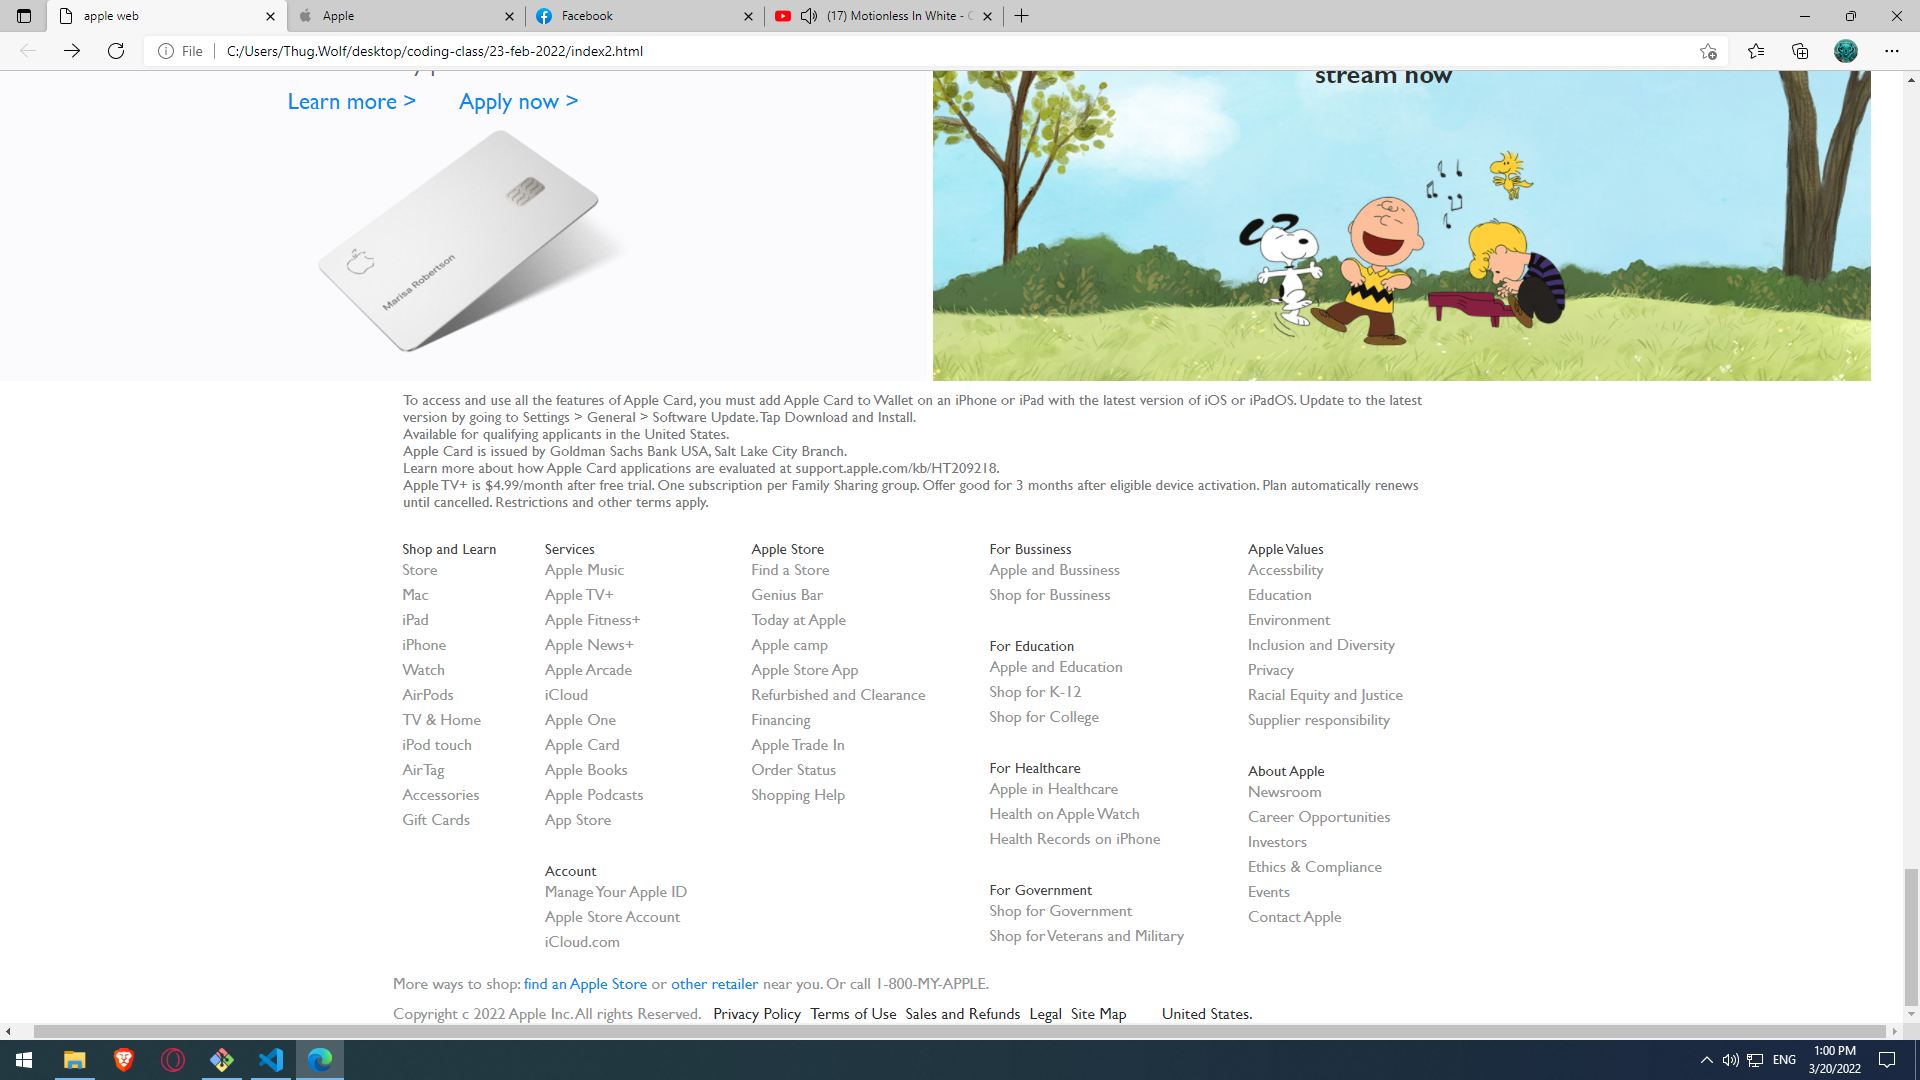 apple web
Apple
Facebook
(17) Motionless In White -
File
C:/Users/Thug.Wolf/desktop/coding-class/23-feb-2022/index2.html
Learn more >
Apply now >
stream now
Marisa Robertson
To access and use all the features of Apple Card, you must add Apple Card to Wallet on an iPhone or iPad with the latest version of iOS or iPadOS. Update to the latest
version by going to Settings > General > Software Update. Tap Download and Install.
Available for qualifying applicants in the United States.
Apple Card is issued by Goldman Sachs Bank USA, Salt Lake City Branch.
Learn more about how Apple Card applications are evaluated at support.apple.com/kb/HT209218.
Apple TV+ is $4.99/month after free trial. One subscription per Family Sharing group. Offer good for 3 months after eligible device activation. Plan automatically renews
until cancelled. Restrictions and other terms apply.
Shop and Learn
Store
Mac
iPad
iPhone
Watch
AirPods
TV & Home
iPod touch
AirTag
Accessories
Gift Cards
Services
Apple Music
Apple TV+
Apple Fitness+
Apple News+
Apple Arcade
iCloud
Apple One
Apple Card
Apple Books
Apple Podcasts
App Store
Account
Manage Your Apple ID
Apple Store Account
iCloud.com
Apple Store
Find a Store
Genius Bar
Today at Apple
Apple camp
Apple Store App
Refurbished and Clearance
Financing
Apple Trade In
Order Status
Shopping Help
For Bussiness
Apple and Bussiness
Shop for Bussiness
For Education
Apple and Education
Shop for K-12
Shop for College
For Healthcare
Apple in Healthcare
Health on Apple Watch
Health Records on iPhone
For Government
Shop for Government
Shop for Veterans and Military
Apple Values
Accessbility
Education
Environment
Inclusion and Diversity
Privacy
Racial Equity and Justice
Supplier responsibility
About Apple
Newsroom
Career Opportunities
Investors
Ethics & Compliance
Events
Contact Apple
More ways to shop: find an Apple Store or other retailer near you. Or call 1-800-MY-APPLE.
Copyright c 2022 Apple Inc. All rights Reserved. Privacy Policy Terms of Use Sales and Refunds Legal Site Map United States.
ENG
1:00 PM
3/20/2022